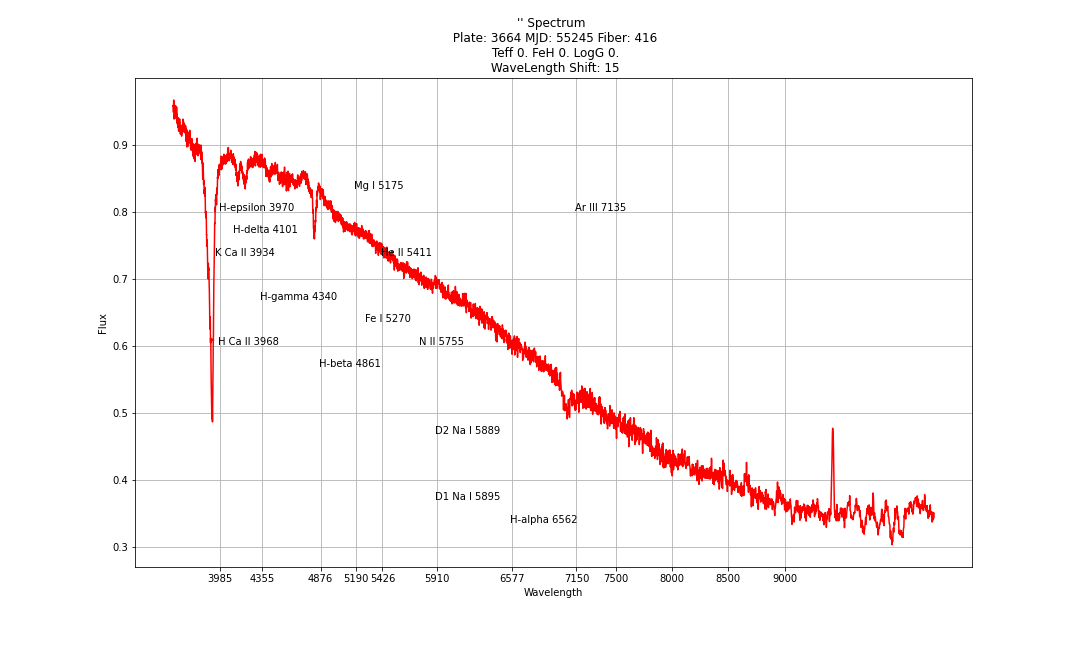 '' Spectrum
Plate: 3664 MJD: 55245 Fiber: 416
Teff 0. FeH 0. LogG 0.
WaveLength Shift: 15
0.9
Mg I 5175
0.8
H-epsilon 3970
Ar III 7135
H-delta 4101
K Ca II 3934
He II 5411
0.7
H-gamma 4340
Fe I 5270
Flux
0.6
H Ca II 3968
N II 5755
H-beta 4861
0.5
D2 Na I 5889
0.4
D1 Na I 5895
H-alpha 6562
0.3
3985 4355 4876 5190 5426 5910 6577 7150 7500 8000 8500 9000
Wavelength